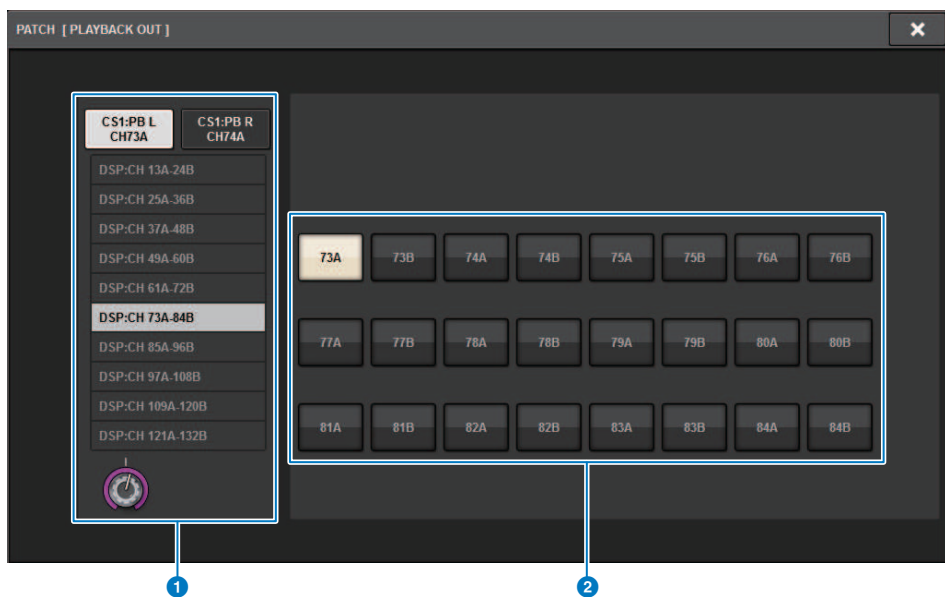 PATCH [ PLAYBACK OUT ]
CS1:PB L
CH73A
CS1:PB R
CH74A
DSP:CH 13A-24B
DSP:CH 25A-36B
DSP:CH 37A-48B
DSP:CH 49A-60B
DSP:CH 61A-72B
DSP:CH 73A-84B
DSP:CH 85A-96B
DSP:CH 97A-108B
DSP:CH 109A-120B
DSP:CH 121A-132B
73A 73B 74A 74B 75A 75B 76A 76B
77A 77B 78A 78B 79A 79B 80A 80B
81A 81B 82A 82B 83A 83B 84A 84B
1 2